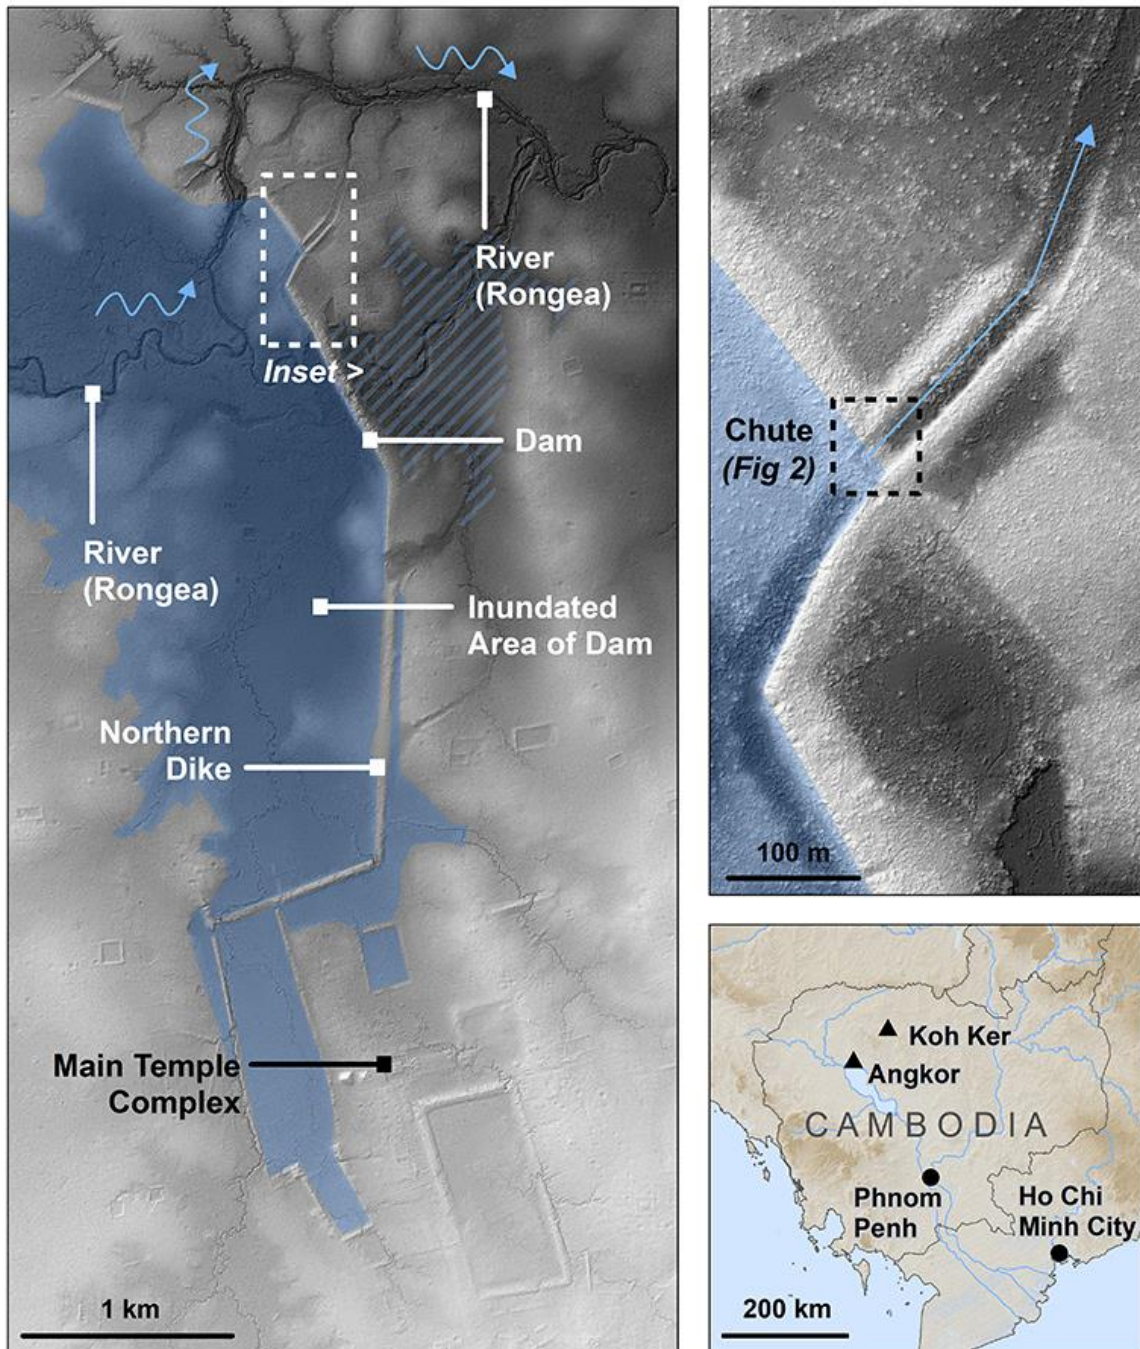 River
(Rongea)
Inset >
Dam
River
(Rongea)
Inundated
Area of Dam
Northern
Dike
Main Temple
Complex
1 km
Chute
(Fig 2)
100 m
Koh Ker
Angkor
CAMBODIA
Phnom
Penh
Ho Chi
Minh City
200 km